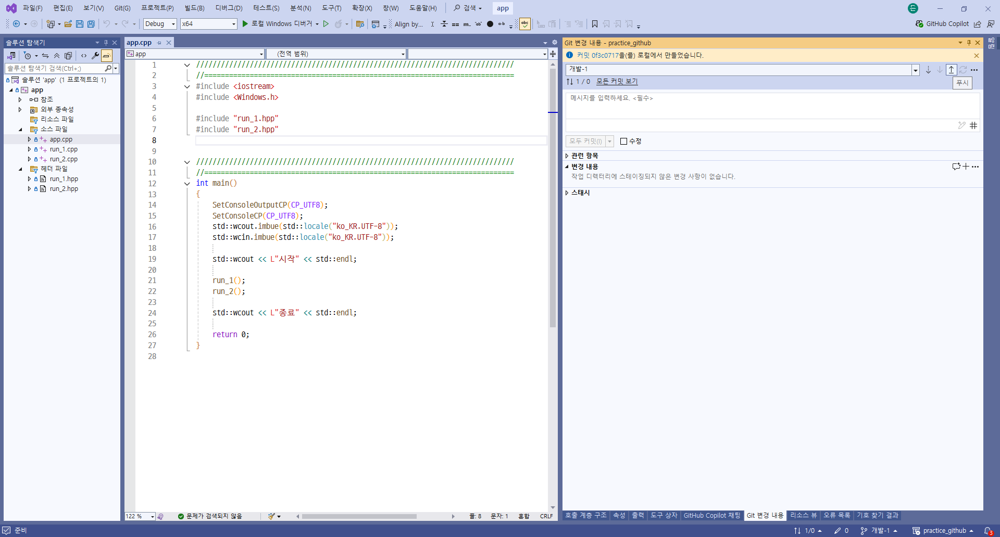 파일(F) 편집(E) 보기(V) Git(G) 프로젝트(P) 빌드(B) 디버그(D) 테스트(S) 분석(N) 도구(T) 확장(X) 창(W) 도움말(H) 검색 app
Debug x64 로컬 Windows 디버거 Align by... GitHub Copilot
솔루션 탐색기
솔루션 탐색기 검색(Ctrl+;)
솔루션 'app' (1 프로젝트의 1)
app
참조
외부 종속성
리소스 파일
소스 파일
app.cpp
run_1.cpp
run_2.cpp
헤더 파일
run_1.hpp
run_2.hpp
app.cpp
app (전역 범위)
1 /////////////////////////////////////////////////////////////////////////////
2 //===========================================================================
3 #include <iostream>
4 #include <Windows.h>
5
6 #include "run_1.hpp"
7 #include "run_2.hpp"
8
9
10 /////////////////////////////////////////////////////////////////////////////
11 //===========================================================================
12 int main()
13 {
14 SetConsoleOutputCP(CP_UTF8);
15 SetConsoleCP(CP_UTF8);
16 std::wcout.imbue(std::locale("ko_KR.UTF-8"));
17 std::wcin.imbue(std::locale("ko_KR.UTF-8"));
18
19 std::wcout << L"시작" << std::endl;
20
21 run_1();
22 run_2();
23
24 std::wcout << L"종료" << std::endl;
25
26 return 0;
27 }
28
122 % 문제가 검색되지 않음 줄: 8 문자: 1 혼합 CRLF
Git 변경 내용 - practice_github
커밋 0f3c0717을(를) 로컬에서 만들었습니다.
개발-1
1 / 0 모든 커밋 보기
푸시
메시지를 입력하세요. <필수>
모두 커밋(I) 수정
관련 항목
변경 내용
작업 디렉터리에 스테이징되지 않은 변경 사항이 없습니다.
스태시
알림
호출 계층 구조 속성 출력 도구 상자 GitHub Copilot 채팅 Git 변경 내용 리소스 뷰 오류 목록 기호 찾기 결과
준비 1/0 0 개발-1 practice_github 3